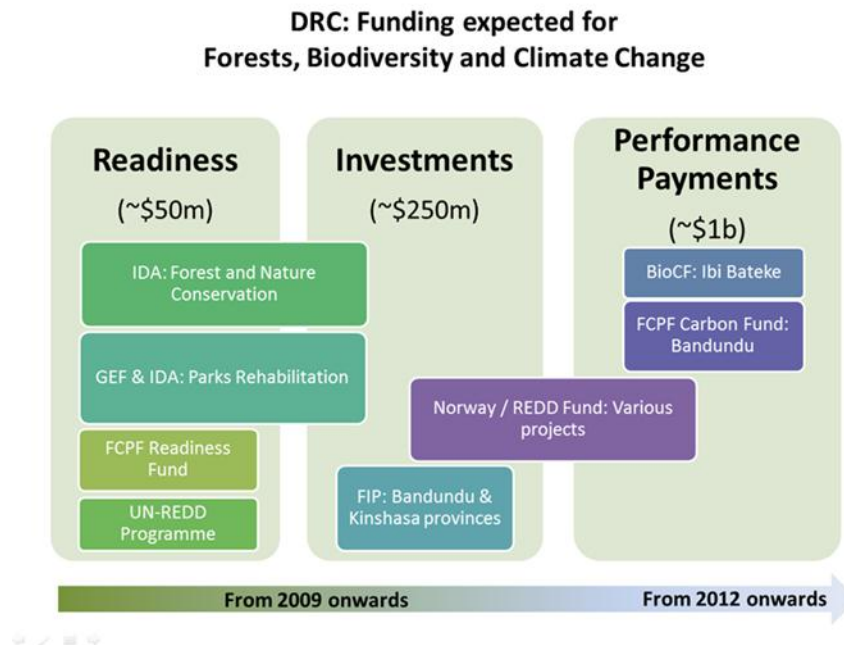 DRC: Funding expected for
Forests, Biodiversity and Climate Change
Readiness
(~$50m)
Investments
(~$250m)
Performance
Payments
(~$1b)
IDA: Forest and Nature
Conservation
BioCF: Ibi Bateke
FCPF Carbon Fund:
Bandundu
GEF & IDA: Parks Rehabilitation
Norway / REDD Fund: Various
projects
FCPF Readiness
Fund
FIP: Bandundu &
Kinshasa provinces
UN-REDD
Programme
From 2009 onwards
From 2012 onwards